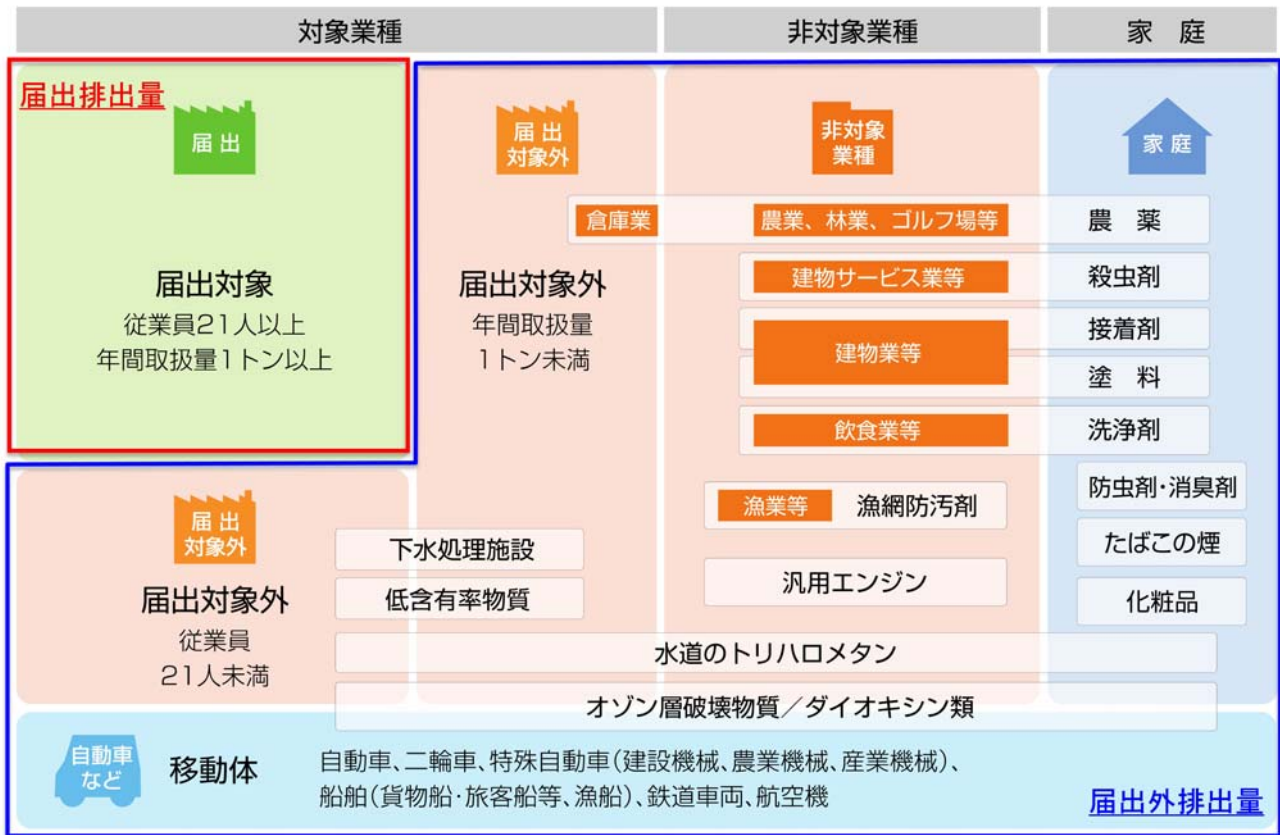 対象業種
非対象業種
家 庭
届出排出量
届 出
届出対象
従業員21人以上
年間取扱量1トン以上
届 出
対象外
届出対象外
年間取扱量
1トン未満
非対象
業種
家 庭
倉庫業
農業、林業、ゴルフ場等
農 薬
建物サービス業等
殺虫剤
建物業等
接着剤
塗 料
飲食業等
洗浄剤
漁業等
漁網防汚剤
汎用エンジン
防虫剤・消臭剤
たばこの煙
化粧品
届 出
対象外
届出対象外
従業員
21人未満
下水処理施設
低含有率物質
水道のトリハロメタン
オゾン層破壊物質／ダイオキシン類
自動車
など
移動体
自動車、二輪車、特殊自動車(建設機械、農業機械、産業機械)、
船舶(貨物船・旅客船等、漁船)、鉄道車両、航空機
届出外排出量